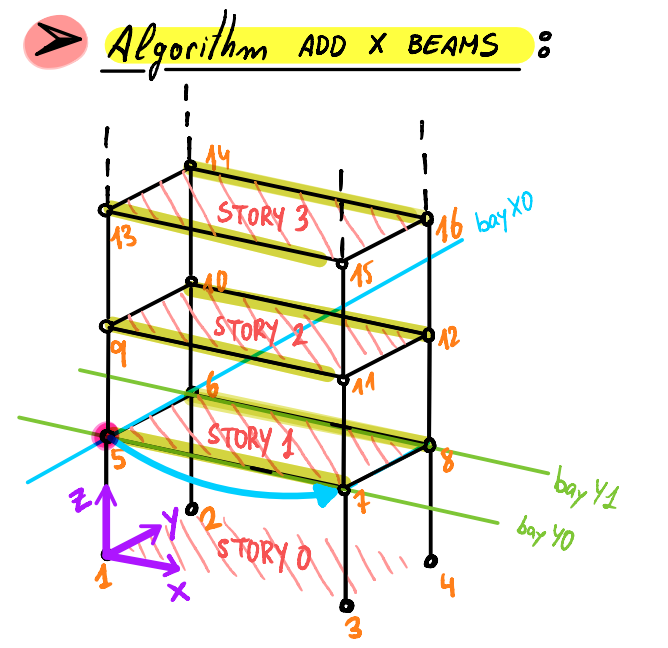 Algorithm ADD X BEAMS :
14
STORY 3
16
bay X0
13
15
10
STORY 2
12
9
11
6
STORY 1
8
5
7
bay Y1
Z
Y
2
bay Y0
STORY 0
1
X
4
3